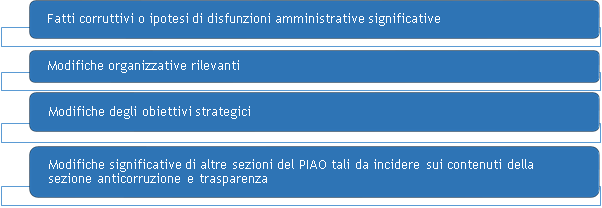 Fatti corruttivi o ipotesi di disfunzioni amministrative significative
Modifiche organizzative rilevanti
Modifiche degli obiettivi strategici
Modifiche significative di altre sezioni del PIAO tali da incidere sui contenuti della
sezione anticorruzione e trasparenza